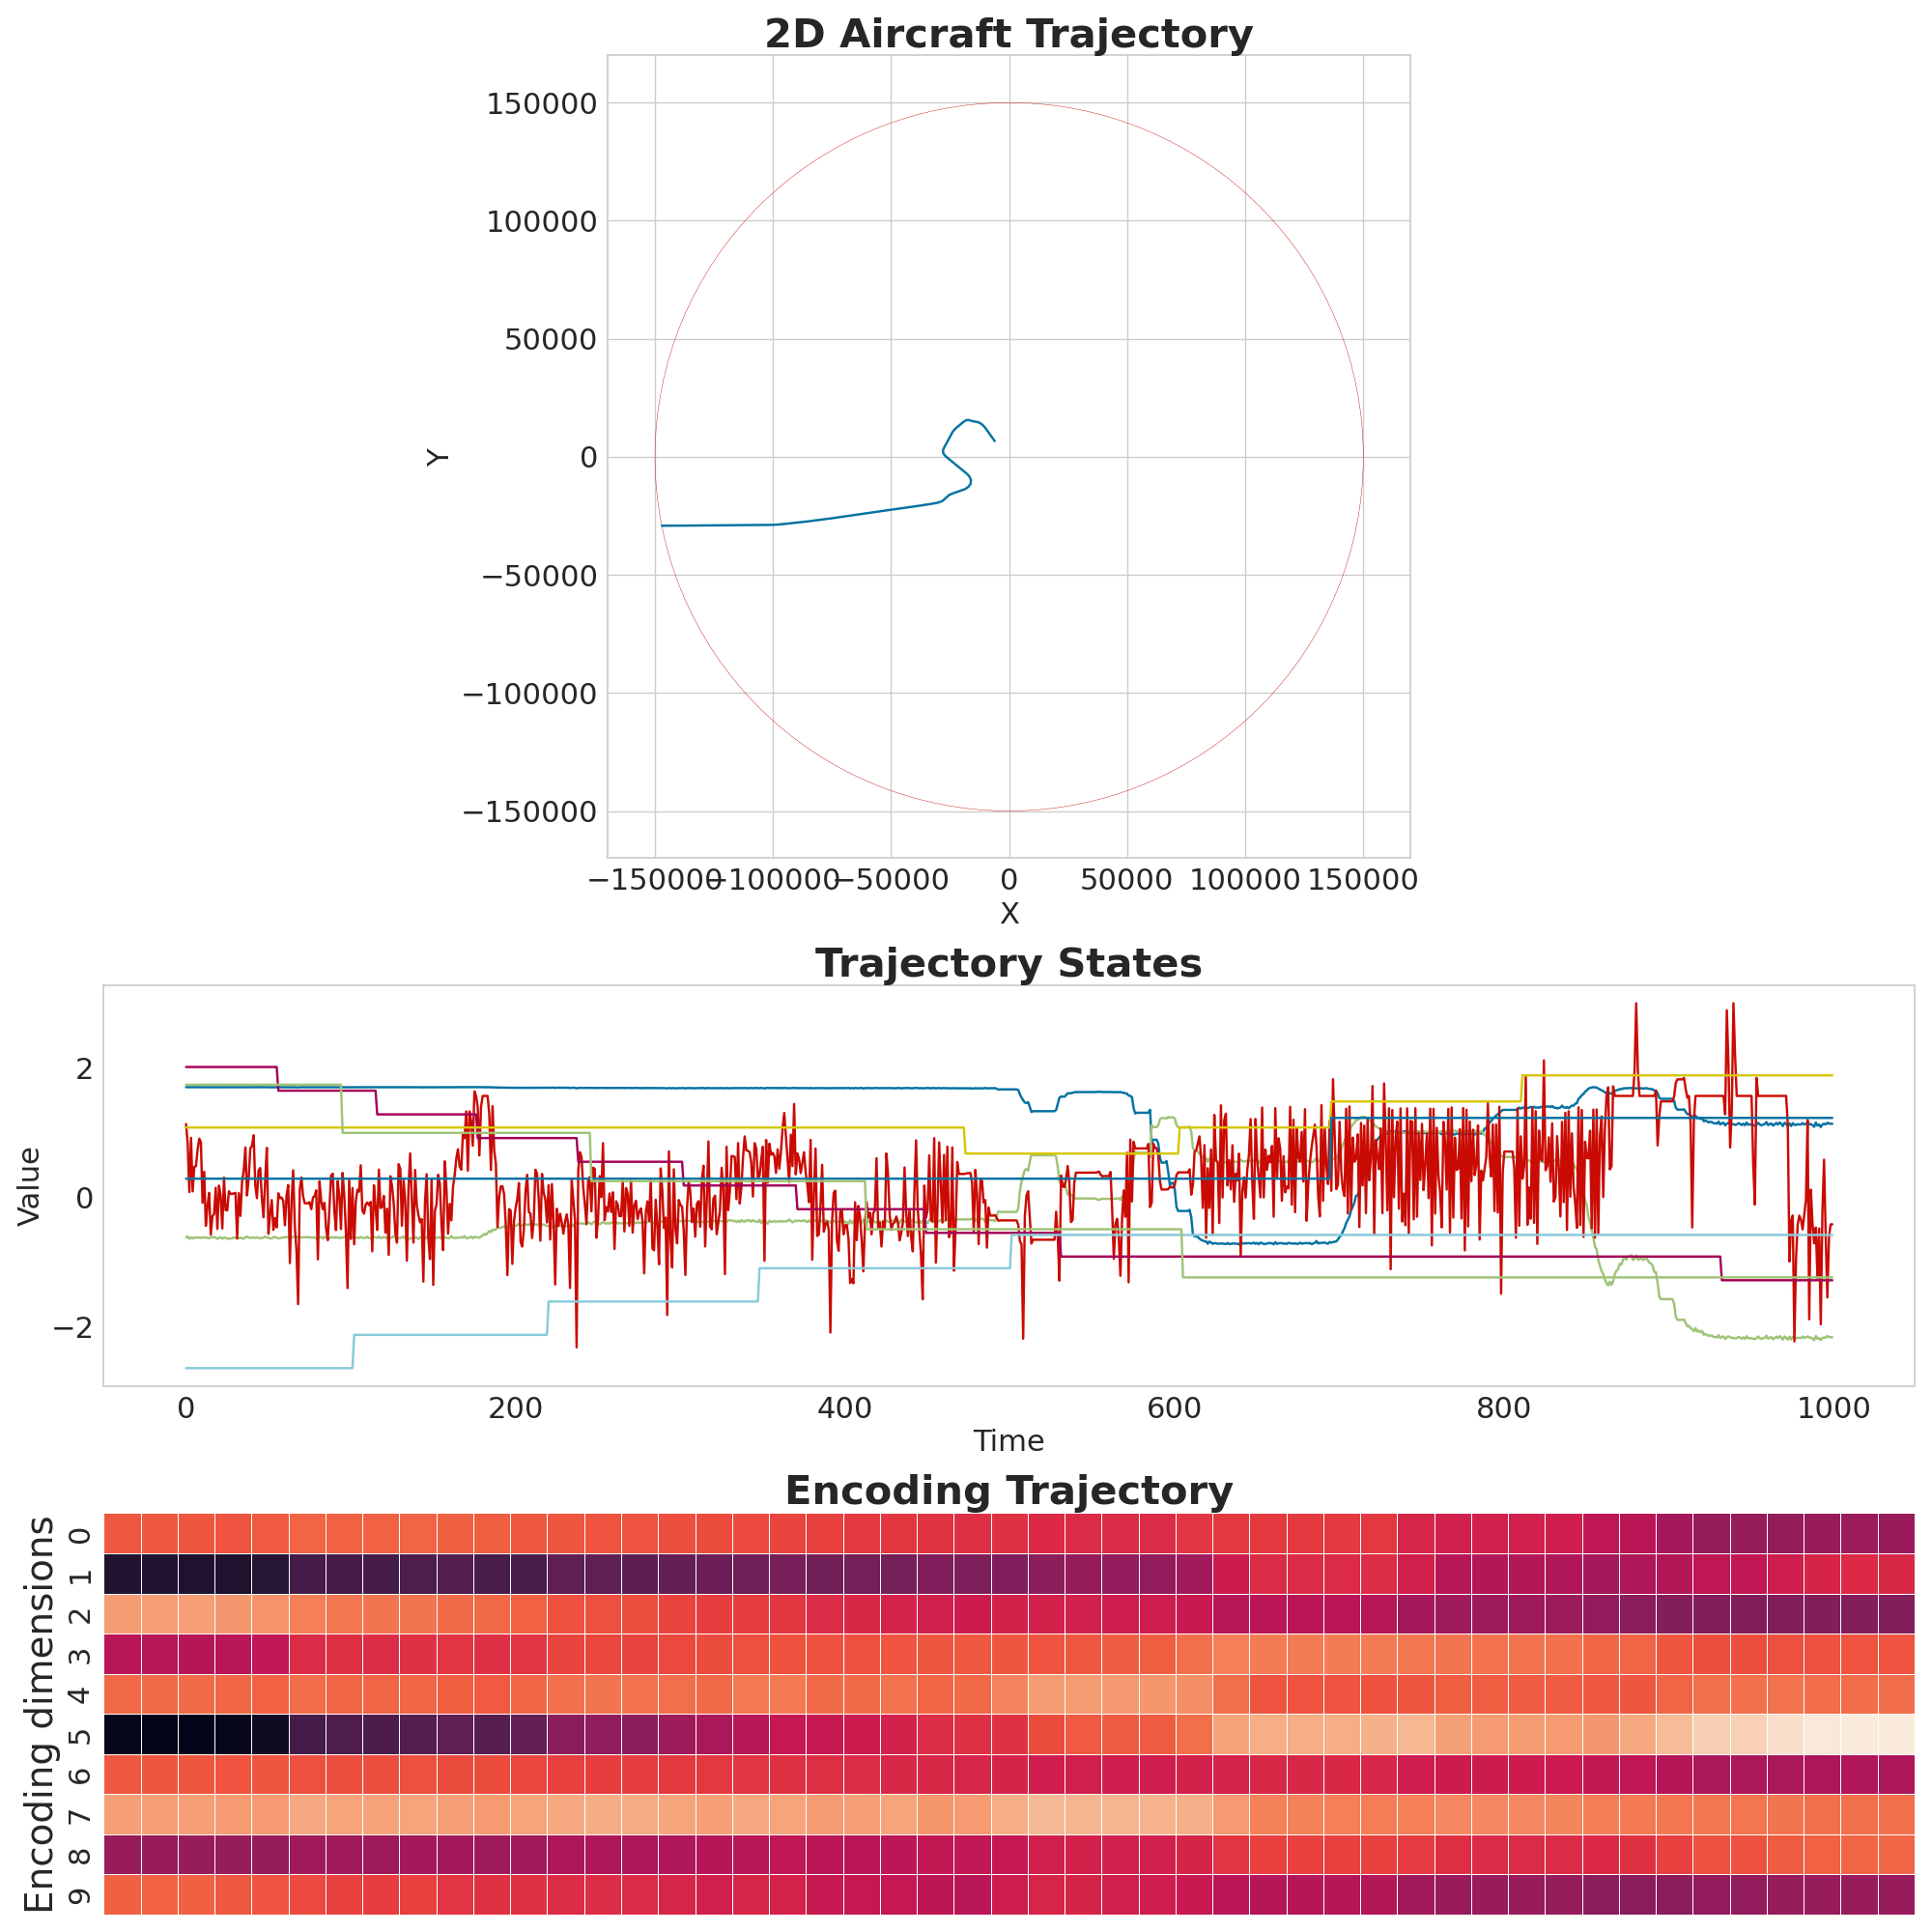 2D Aircraft Trajectory
150000
100000
50000
0
−50000
−100000
−150000
Y
−150000 −100000 −50000 0 50000 100000 150000
X
Trajectory States
2
0
−2
Value
0 200 400 600 800 1000
Time
Encoding Trajectory
0
1
2
3
4
5
6
7
8
9
Encoding dimensions